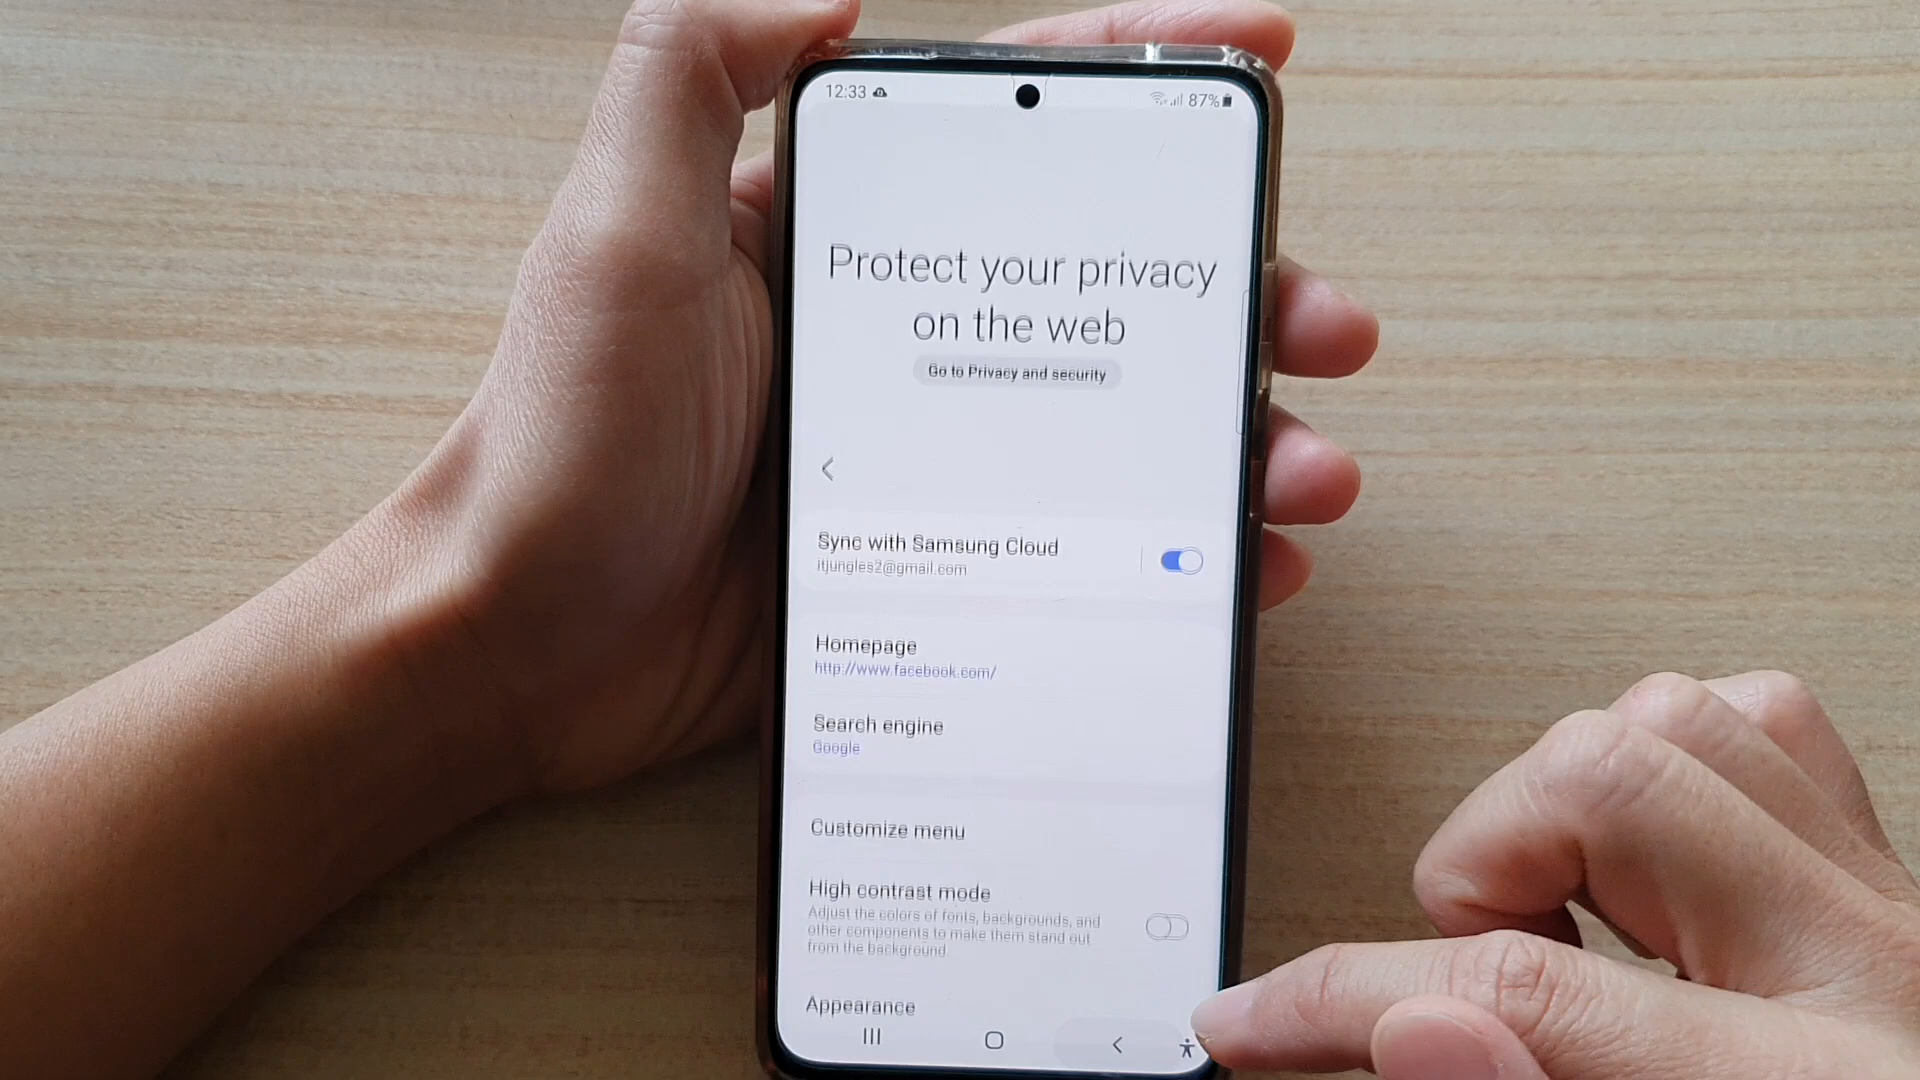 12:33
87%
Protect your privacy
on the web
Go to Privacy and security
Sync with Samsung Cloud
itjungles2@gmail.com
Homepage
http://www.facebook.com/
Search engine
Google
Customize menu
High contrast mode
Adjust the colors of fonts, backgrounds, and
other components to make them stand out
from the background.
Appearance